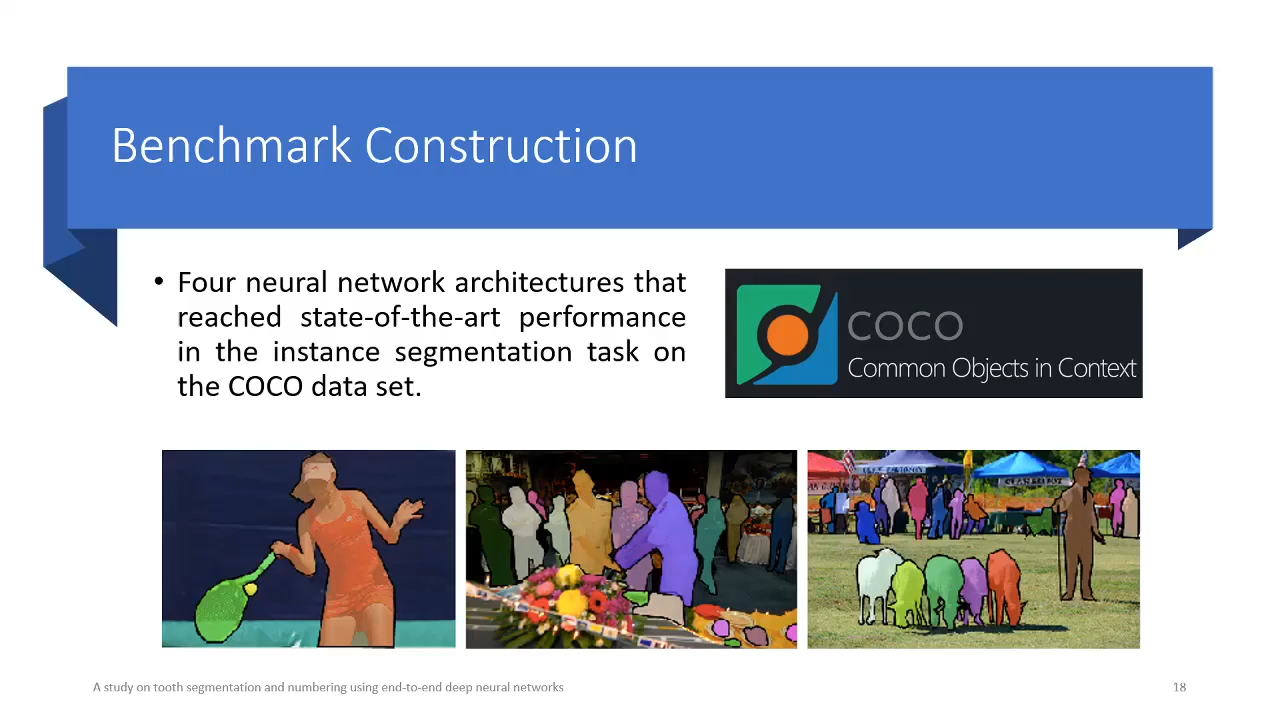 Benchmark Construction
• Four neural network architectures that
reached state-of-the-art performance
in the instance segmentation task on
the COCO data set.
COCO
Common Objects in Context
A study on tooth segmentation and numbering using end-to-end deep neural networks
18